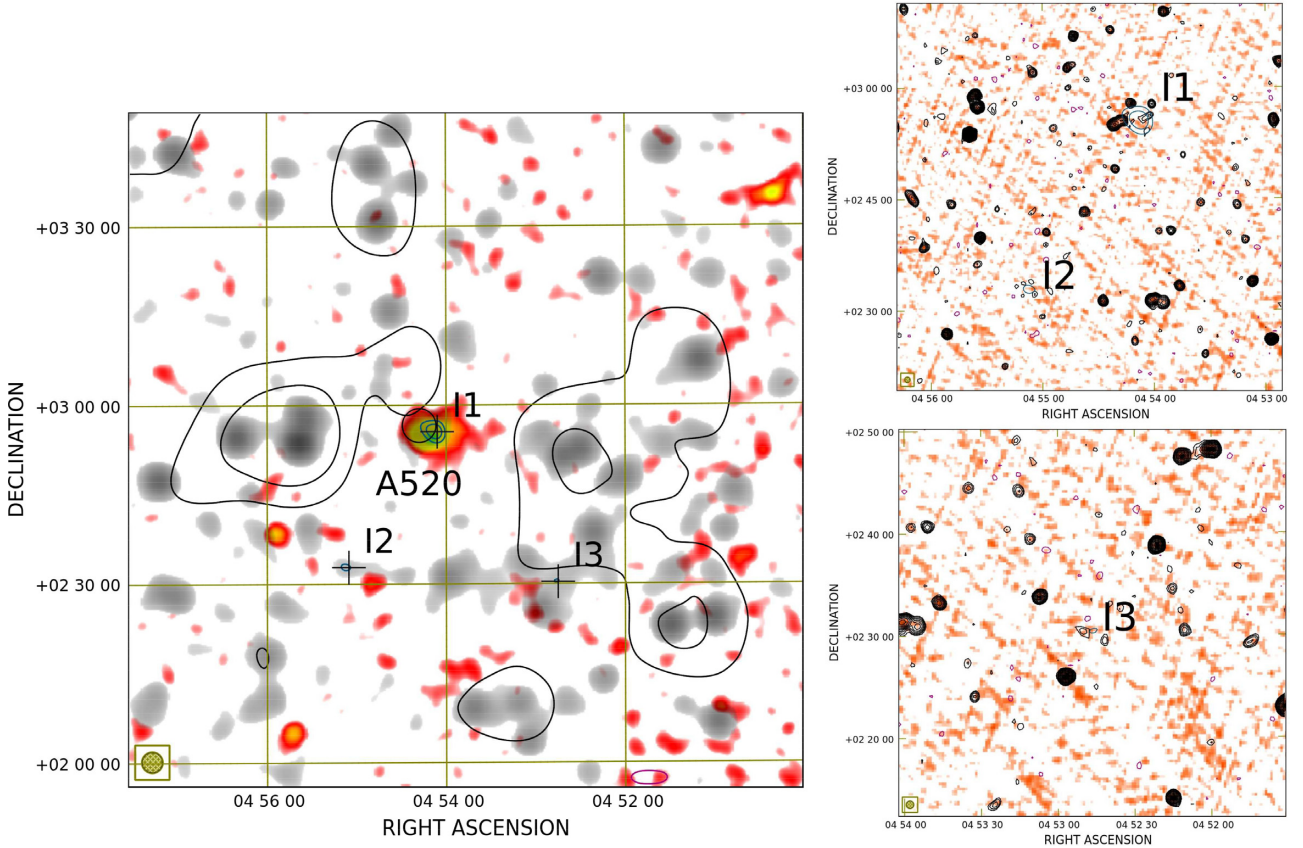 DECLINATION
+03 30 00
+03 00 00
+02 30 00
+02 00 00
I1
A520
I2
I3
04 56 00
04 54 00
04 52 00
RIGHT ASCENSION
DECLINATION
+03 00 00
+02 45 00
+02 30 00
I1
I2
04 56 00
04 55 00
04 54 00
04 53 00
RIGHT ASCENSION
DECLINATION
+02 50 00
+02 40 00
+02 30 00
+02 20 00
I3
04 54 00
04 53 30
04 53 00
04 52 30
04 52 00
RIGHT ASCENSION